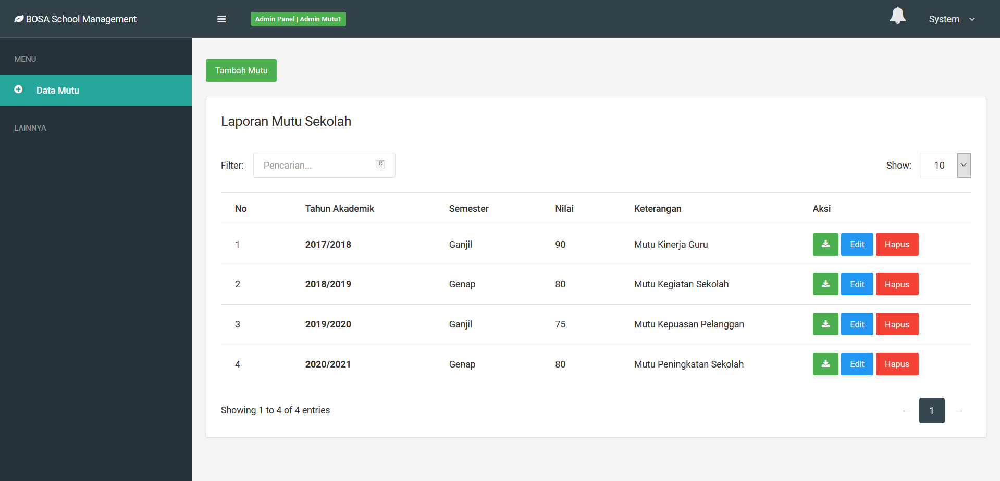 BOSA School Management
Admin Panel | Admin Mutu1
System
MENU
Data Mutu
LAINNYA
Tambah Mutu
Laporan Mutu Sekolah
Filter: Pencarian...
Show: 10
No Tahun Akademik Semester Nilai Keterangan Aksi
1 2017/2018 Ganjil 90 Mutu Kinerja Guru Edit Hapus
2 2018/2019 Genap 80 Mutu Kegiatan Sekolah Edit Hapus
3 2019/2020 Ganjil 75 Mutu Kepuasan Pelanggan Edit Hapus
4 2020/2021 Genap 80 Mutu Peningkatan Sekolah Edit Hapus
Showing 1 to 4 of 4 entries
← 1 →